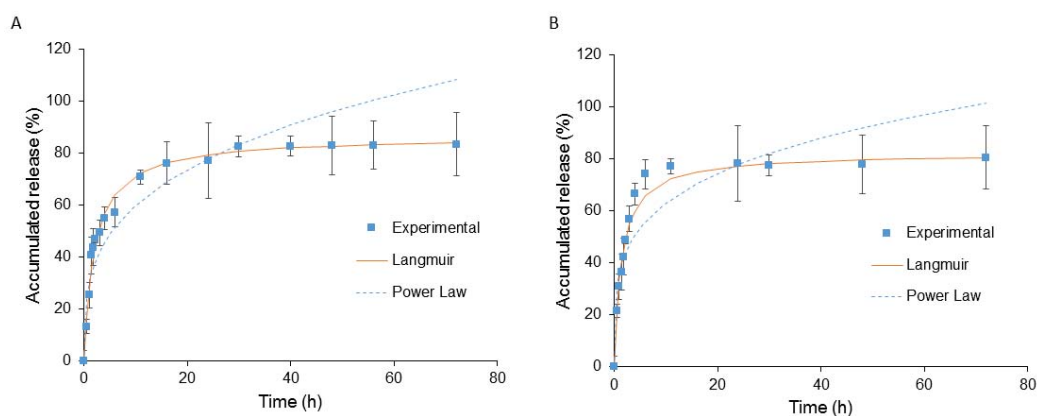 A
120
100
80
60
40
20
0
Accumulated release (%)
0 20 40 60 80
Time (h)
Experimental
Langmuir
Power Law
B
120
100
80
60
40
20
0
Accumulated release (%)
0 20 40 60 80
Time (h)
Experimental
Langmuir
Power Law